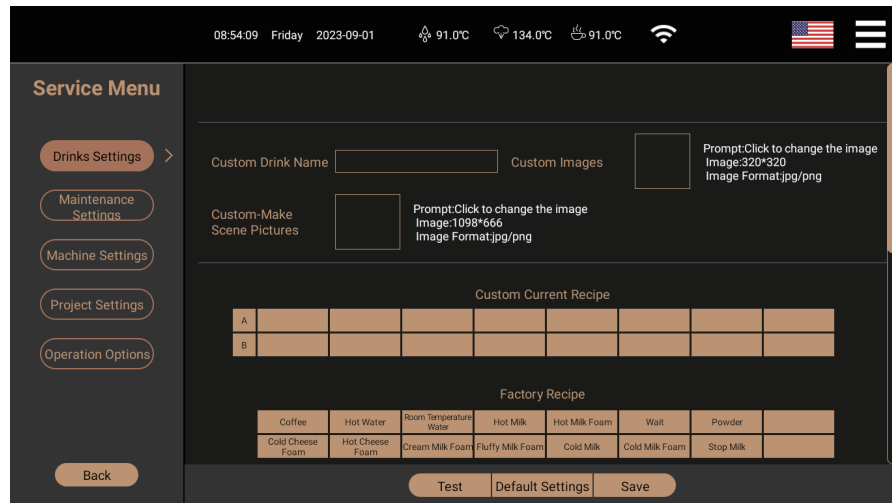 08:54:09 Friday 2023-09-01 91.0℃ 134.0℃ 91.0℃
Service Menu
Drinks Settings
Maintenance
Settings
Machine Settings
Project Settings
Operation Options
Back
Custom Drink Name
Custom Images
Prompt:Click to change the image
Image:320*320
Image Format:jpg/png
Custom-Make
Scene Pictures
Prompt:Click to change the image
Image:1098*666
Image Format:jpg/png
Custom Current Recipe
A
B
Factory Recipe
Coffee Hot Water Room Temperature Water Hot Milk Hot Milk Foam Wait Powder
Cold Cheese Foam Hot Cheese Foam Cream Milk Foam Fluffy Milk Foam Cold Milk Cold Milk Foam Stop Milk
Test Default Settings Save